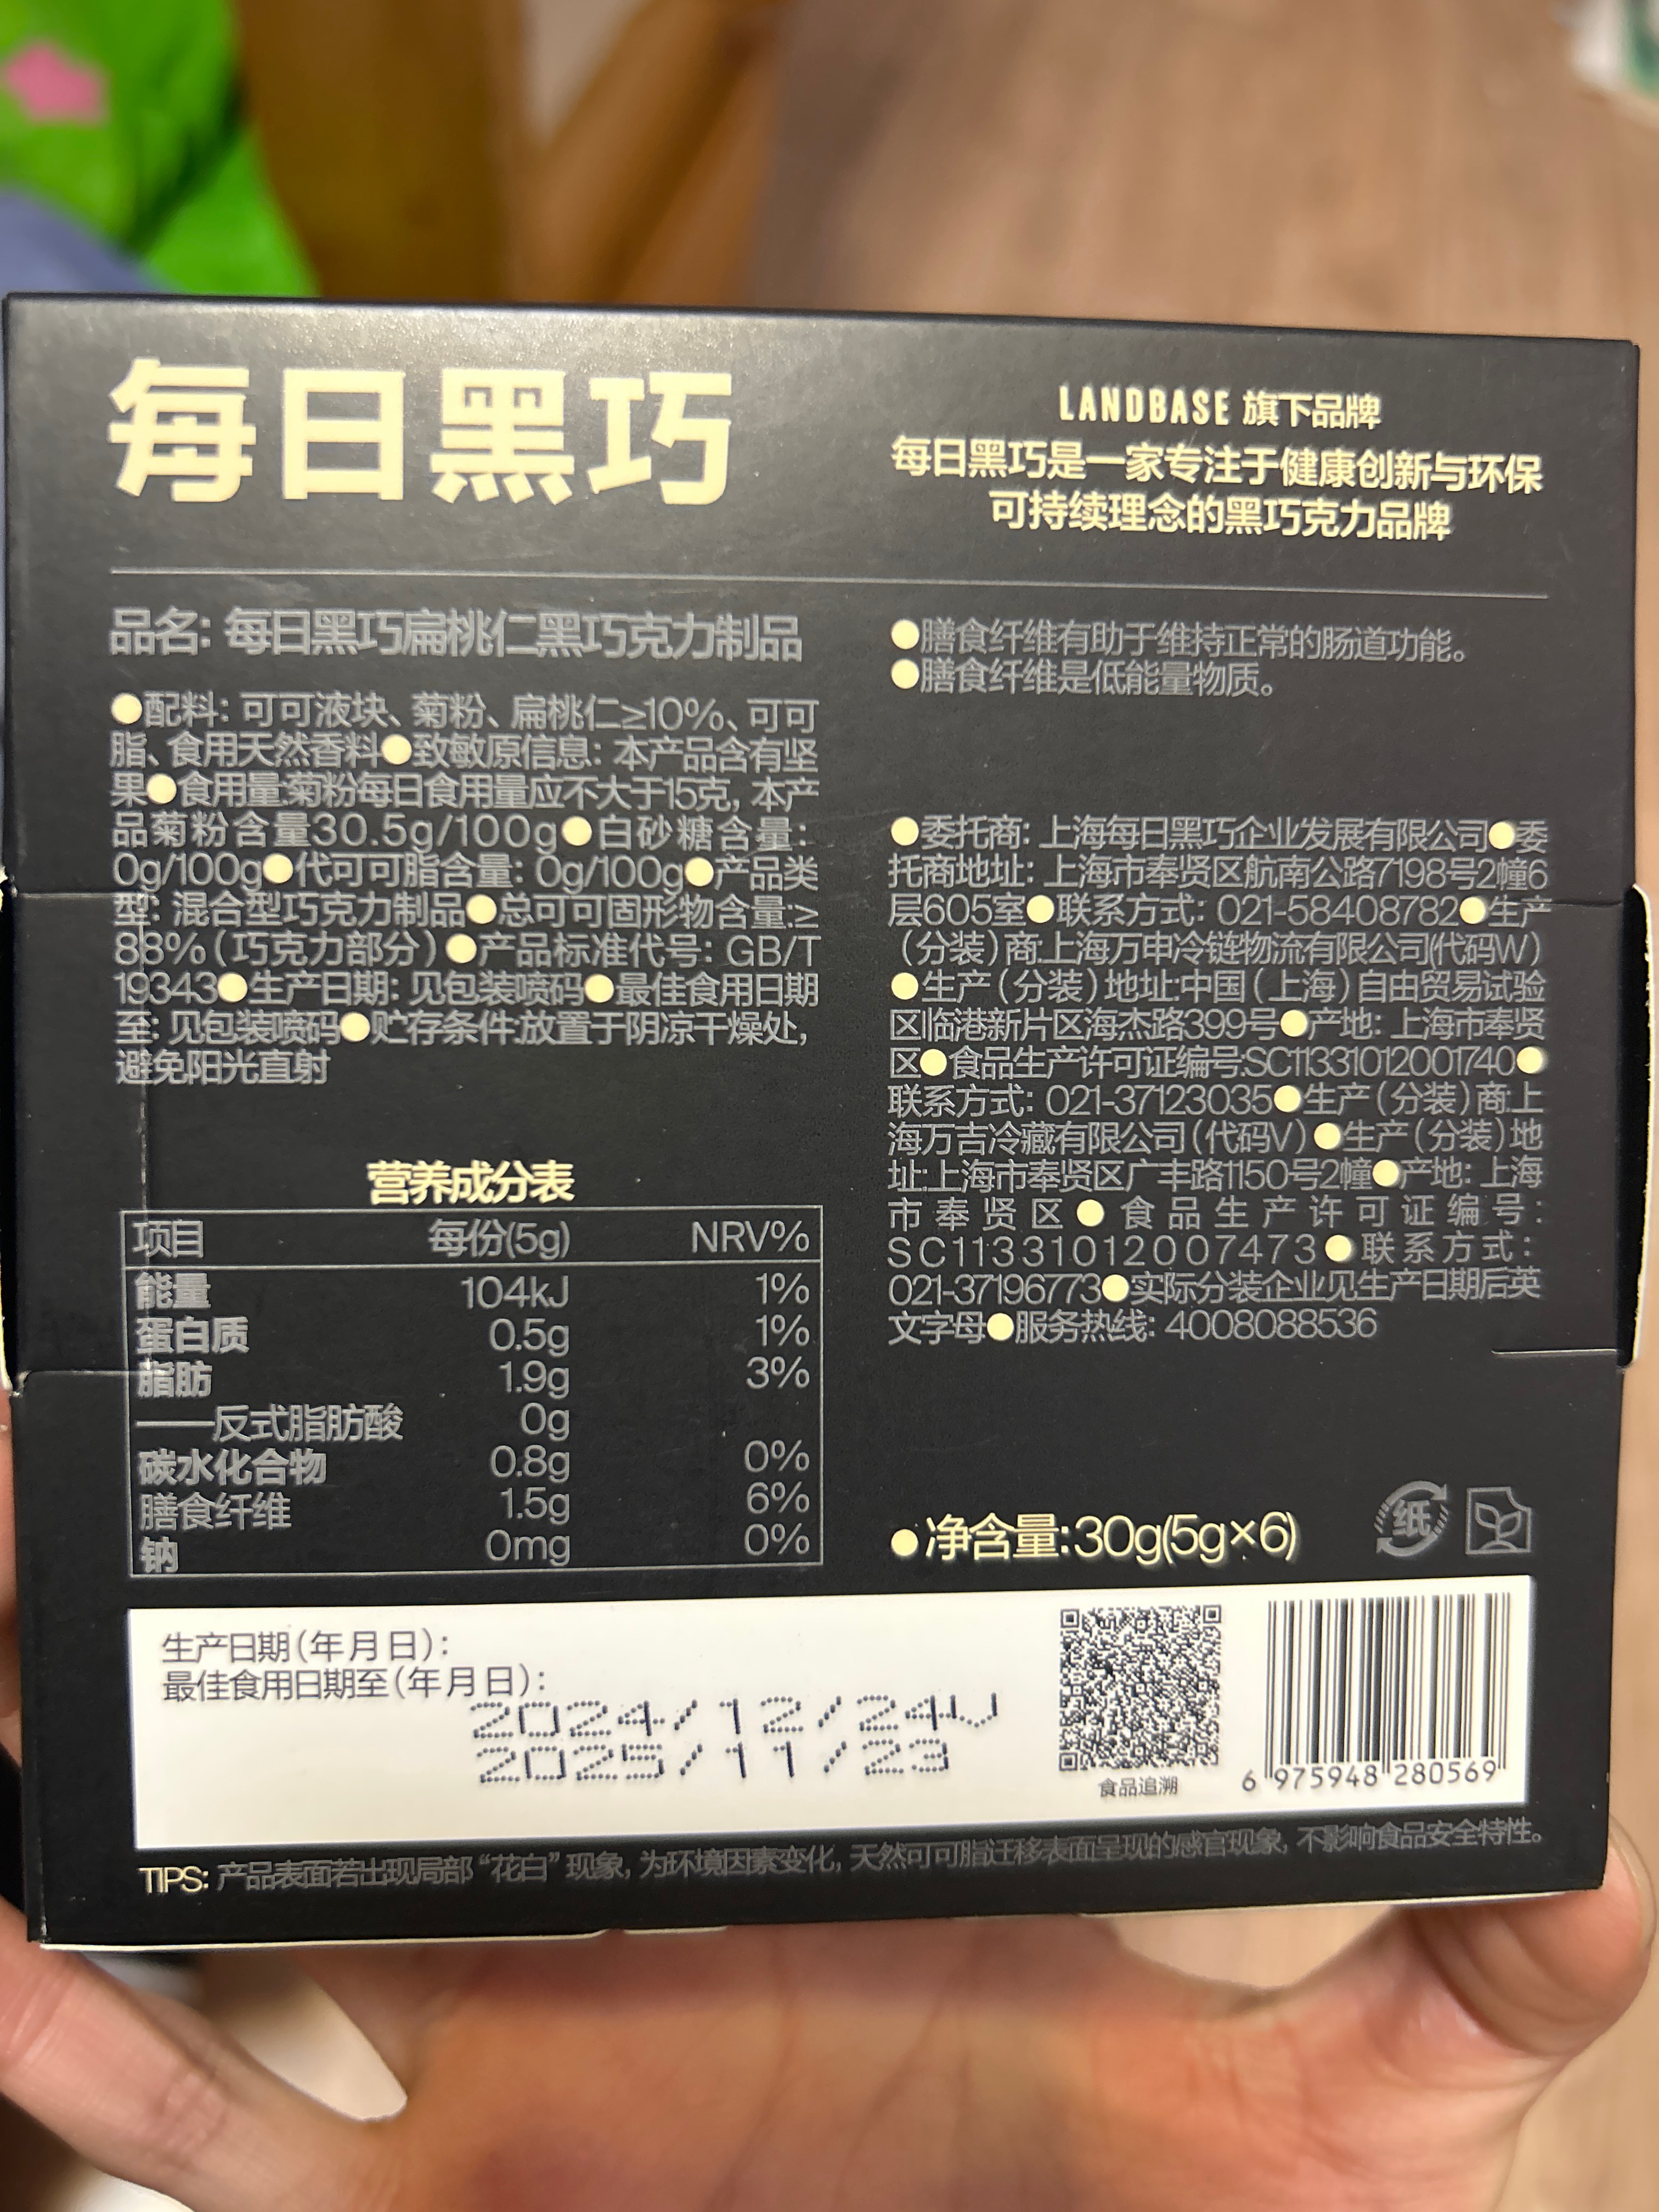 每日黑巧
LANDBASE 旗下品牌
每日黑巧是一家专注于健康创新与环保
可持续理念的黑巧克力品牌
品名: 每日黑巧扁桃仁黑巧克力制品
●配料: 可可液块、菊粉、扁桃仁≥10%、可可
脂、食用天然香料●致敏原信息: 本产品含有坚
果●食用量:菊粉每日食用量应不大于15克, 本产
品菊粉含量30.5g/100g●白砂糖含量:
0g/100g●代可可脂含量: 0g/100g●产品类
型: 混合型巧克力制品●总可可固形物含量:≥
88%(巧克力部分)●产品标准代号: GB/T
19343●生产日期: 见包装喷码●最佳食用日期
至: 见包装喷码●贮存条件:放置于阴凉干燥处,
避免阳光直射
营养成分表
项目 每份(5g) NRV%
能量 104kJ 1%
蛋白质 0.5g 1%
脂肪 1.9g 3%
——反式脂肪酸 0g
碳水化合物 0.8g 0%
膳食纤维 1.5g 6%
钠 0mg 0%
●膳食纤维有助于维持正常的肠道功能。
●膳食纤维是低能量物质。
●委托商: 上海每日黑巧企业发展有限公司●委
托商地址: 上海市奉贤区航南公路7198号2幢6
层605室●联系方式: 021-58408782●生产
(分装)商:上海万申冷链物流有限公司(代码W)
●生产(分装)地址:中国(上海)自由贸易试验
区临港新片区海杰路399号●产地: 上海市奉贤
区●食品生产许可证编号:SC11331012001740●
联系方式: 021-37123035●生产(分装)商:上
海万吉冷藏有限公司(代码V)●生产(分装)地
址:上海市奉贤区广丰路1150号2幢●产地: 上海
市奉贤区●食品生产许可证编号:
SC11331012007473●联系方式:
021-37196773●实际分装企业见生产日期后英
文字母●服务热线: 4008088536
●净含量:30g(5g×6)
纸
生产日期(年月日):
最佳食用日期至(年月日):
2024/12/24V
2025/11/23
食品追溯
6 975948 280569
TIPS: 产品表面若出现局部“花白”现象, 为环境因素变化, 天然可可脂迁移表面呈现的感官现象, 不影响食品安全特性。